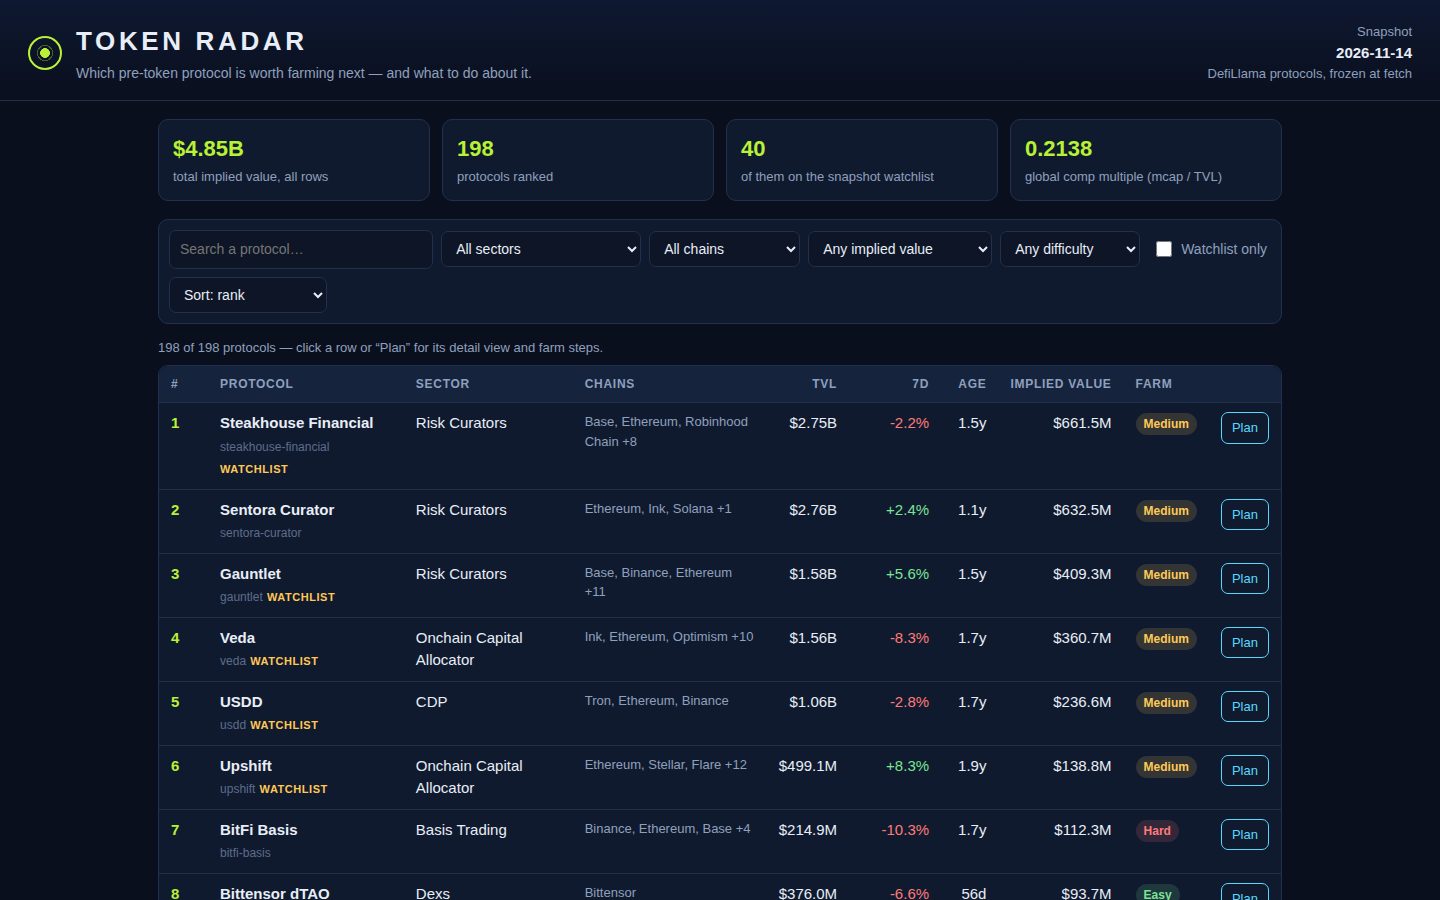 TOKEN RADAR
Which pre-token protocol is worth farming next — and what to do about it.
Snapshot
2026-11-14
DefiLlama protocols, frozen at fetch
$4.85B
total implied value, all rows
198
protocols ranked
40
of them on the snapshot watchlist
0.2138
global comp multiple (mcap / TVL)
Search a protocol…
All sectors
All chains
Any implied value
Any difficulty
Watchlist only
Sort: rank
198 of 198 protocols — click a row or “Plan” for its detail view and farm steps.
# PROTOCOL SECTOR CHAINS TVL 7D AGE IMPLIED VALUE FARM
1 Steakhouse Financial Risk Curators Base, Ethereum, Robinhood $2.75B -2.2% 1.5y $661.5M Medium Plan
steakhouse-financial Chain +8
WATCHLIST
2 Sentora Curator Risk Curators Ethereum, Ink, Solana +1 $2.76B +2.4% 1.1y $632.5M Medium Plan
sentora-curator
3 Gauntlet Risk Curators Base, Binance, Ethereum $1.58B +5.6% 1.5y $409.3M Medium Plan
gauntlet WATCHLIST +11
4 Veda Onchain Capital Ink, Ethereum, Optimism +10 $1.56B -8.3% 1.7y $360.7M Medium Plan
veda WATCHLIST Allocator
5 USDD CDP Tron, Ethereum, Binance $1.06B -2.8% 1.7y $236.6M Medium Plan
usdd WATCHLIST
6 Upshift Onchain Capital Ethereum, Stellar, Flare +12 $499.1M +8.3% 1.9y $138.8M Medium Plan
upshift WATCHLIST Allocator
7 BitFi Basis Basis Trading Binance, Ethereum, Base +4 $214.9M -10.3% 1.7y $112.3M Hard Plan
bitfi-basis
8 Bittensor dTAO Dexs Bittensor $376.0M -6.6% 56d $93.7M Easy Plan